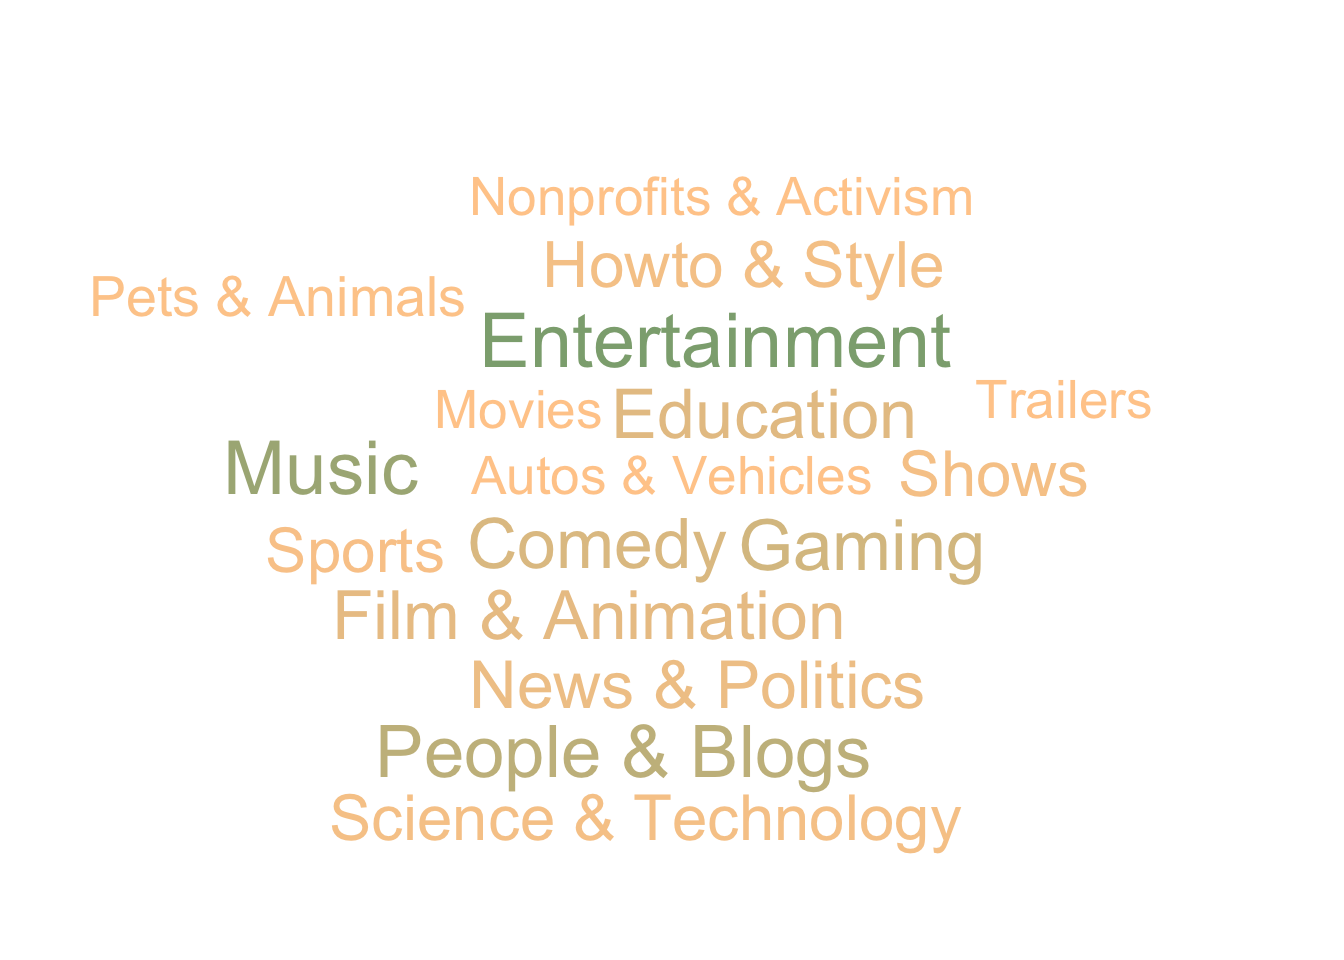 Nonprofits & Activism
Howto & Style
Pets & Animals
Entertainment
Movies
Education
Trailers
Music
Autos & Vehicles
Shows
Sports
Comedy
Gaming
Film & Animation
News & Politics
People & Blogs
Science & Technology